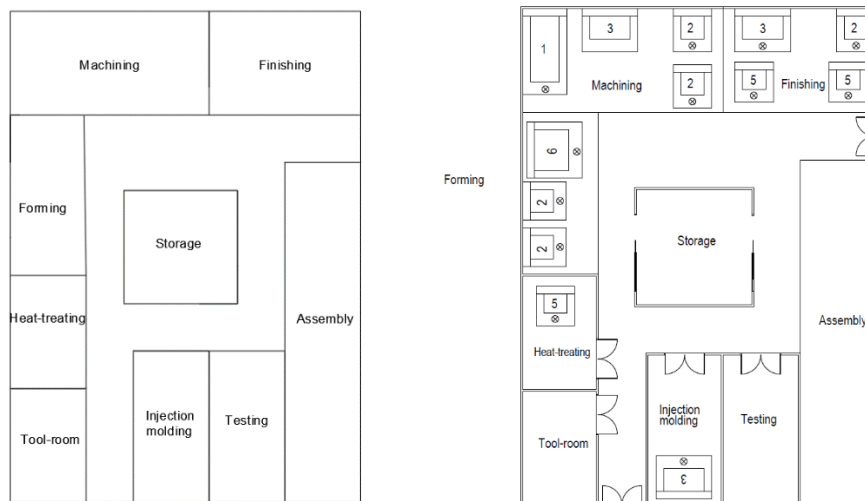 Machining
Finishing
Forming
Storage
Heat-treating
Assembly
Injection
molding
Testing
Tool-room
1
3
2
3
2
2
5
5
Machining
Finishing
6
Forming
2
2
Storage
5
Heat-treating
Assembly
Injection
molding
Testing
Tool-room
3